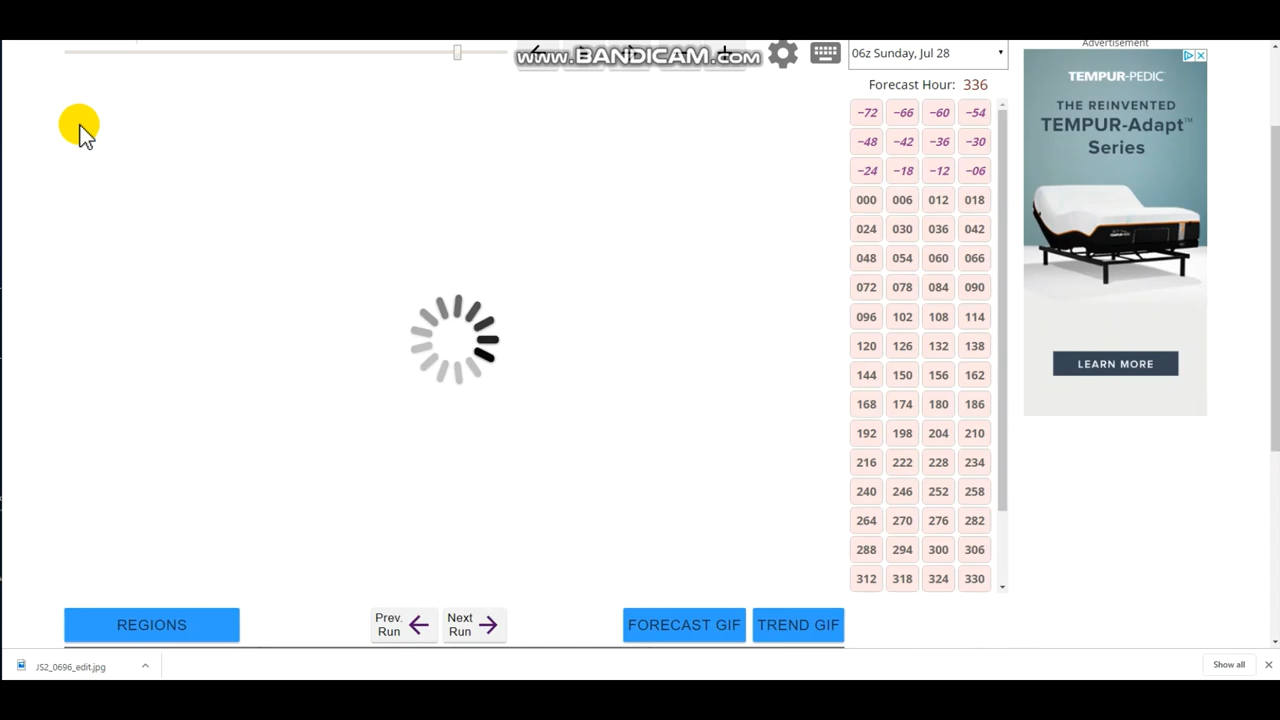 www.BANDICAM.com
06z Sunday, Jul 28
Advertisement
Forecast Hour: 336
-72 -66 -60 -54
-48 -42 -36 -30
-24 -18 -12 -06
000 006 012 018
024 030 036 042
048 054 060 066
072 078 084 090
096 102 108 114
120 126 132 138
144 150 156 162
168 174 180 186
192 198 204 210
216 222 228 234
240 246 252 258
264 270 276 282
288 294 300 306
312 318 324 330
TEMPUR-PEDIC
THE REINVENTED
TEMPUR-Adapt™
Series
LEARN MORE
REGIONS
Prev.
Run
Next
Run
FORECAST GIF
TREND GIF
JS2_0696_edit.jpg
Show all